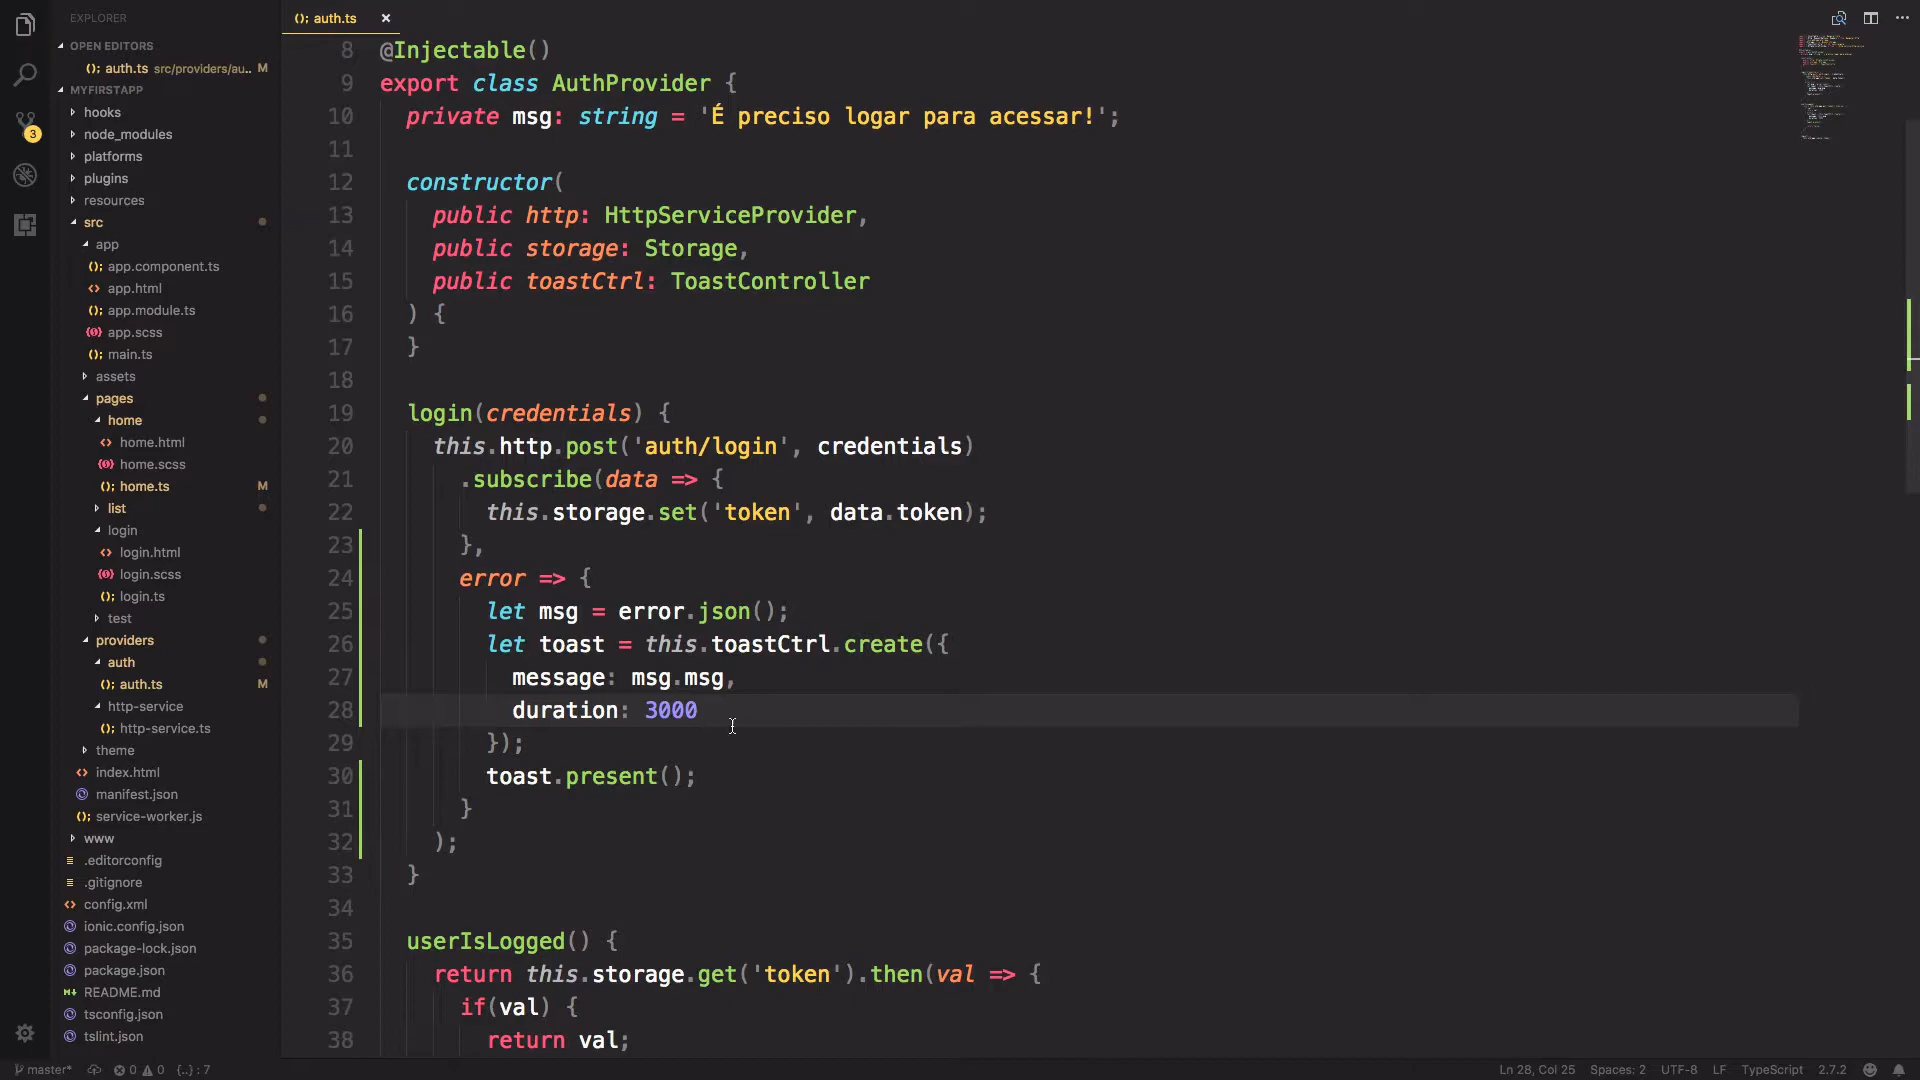 EXPLORER
OPEN EDITORS
auth.ts src/providers/au... M
MYFIRSTAPP
hooks
node_modules
platforms
plugins
resources
src
app
app.component.ts
app.html
app.module.ts
app.scss
main.ts
assets
pages
home
home.html
home.scss
home.ts M
list
login
login.html
login.scss
login.ts
test
providers
auth
auth.ts M
http-service
http-service.ts
theme
index.html
manifest.json
service-worker.js
www
.editorconfig
.gitignore
config.xml
ionic.config.json
package-lock.json
package.json
README.md
tsconfig.json
tslint.json
3
auth.ts
8 @Injectable()
9 export class AuthProvider {
10 private msg: string = 'É preciso logar para acessar!';
11
12 constructor(
13 public http: HttpServiceProvider,
14 public storage: Storage,
15 public toastCtrl: ToastController
16 ) {
17 }
18
19 login(credentials) {
20 this.http.post('auth/login', credentials)
21 .subscribe(data => {
22 this.storage.set('token', data.token);
23 },
24 error => {
25 let msg = error.json();
26 let toast = this.toastCtrl.create({
27 message: msg.msg,
28 duration: 3000
29 });
30 toast.present();
31 }
32 );
33 }
34
35 userIsLogged() {
36 return this.storage.get('token').then(val => {
37 if(val) {
38 return val;
master* 0 0 {..} : 7
Ln 28, Col 25 Spaces: 2 UTF-8 LF TypeScript 2.7.2